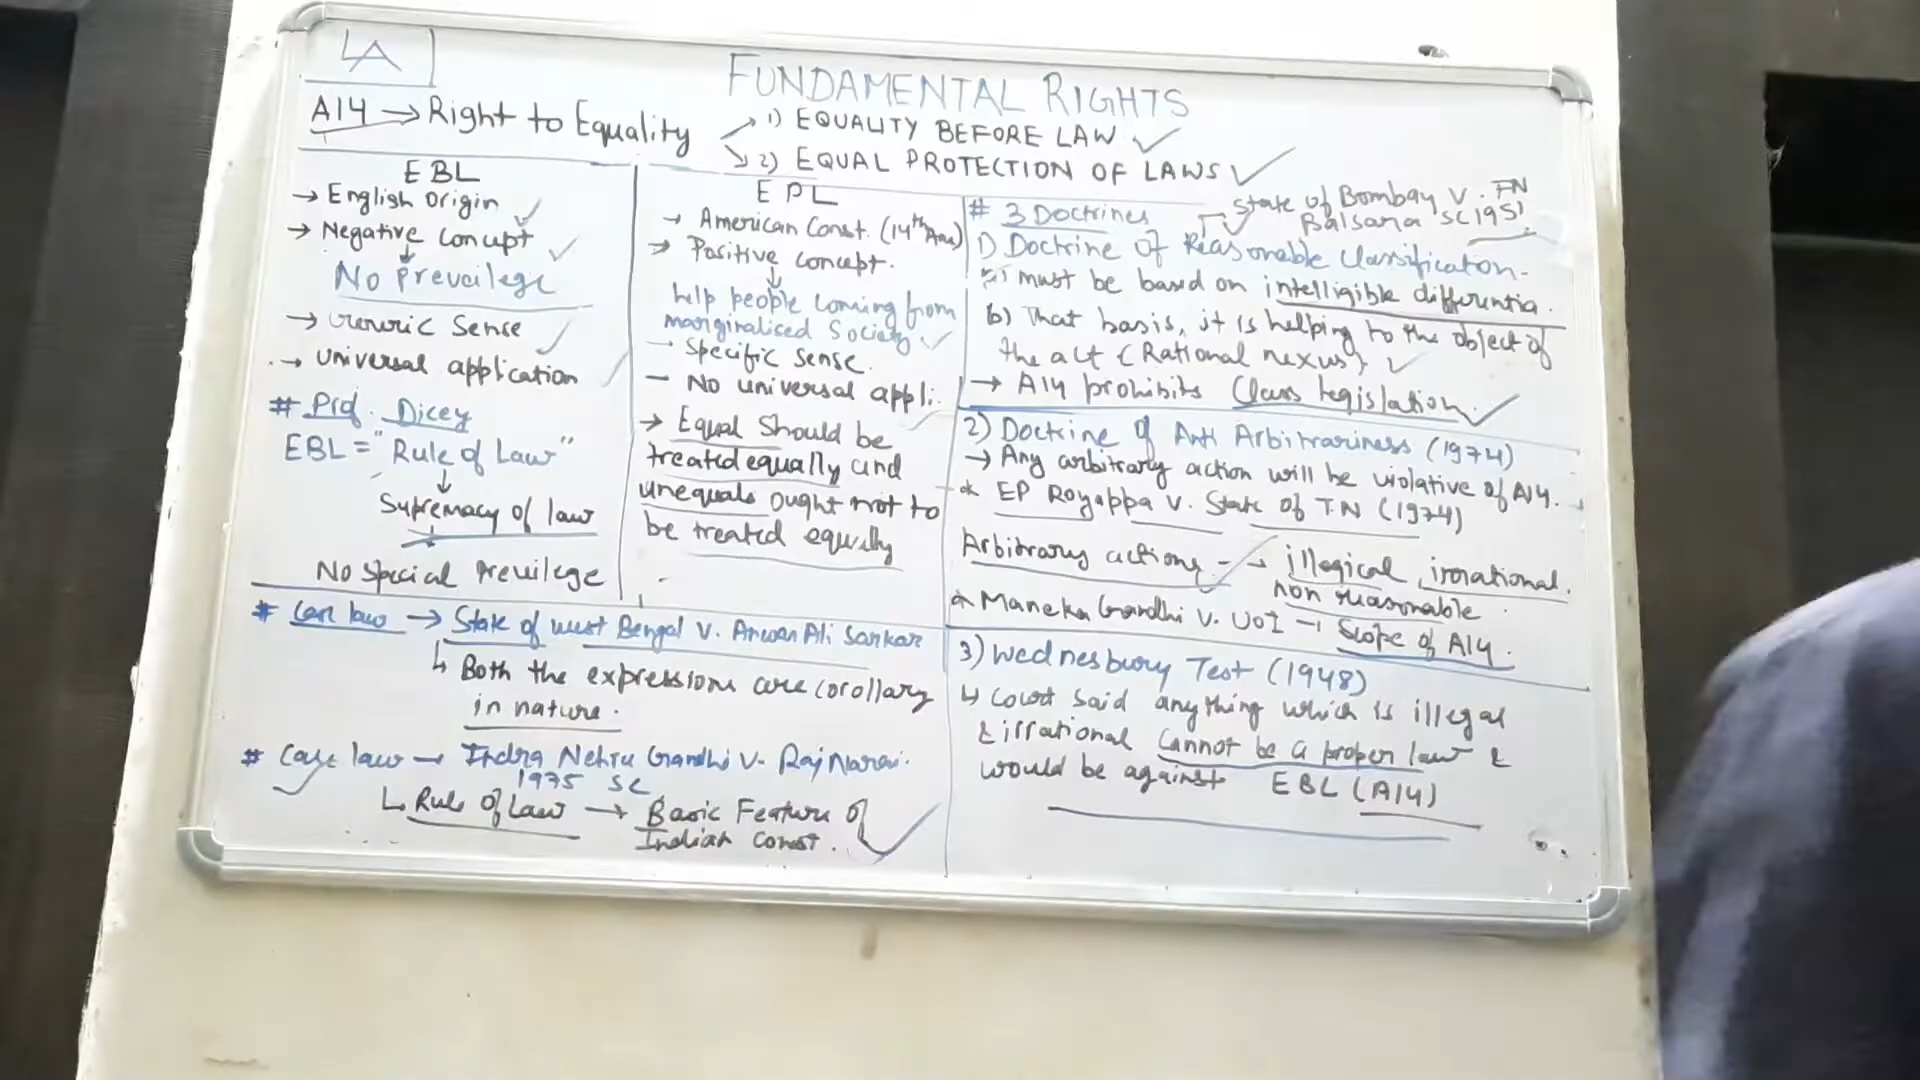 LA
FUNDAMENTAL RIGHTS
A14 → Right to Equality
1) EQUALITY BEFORE LAW ✓
2) EQUAL PROTECTION OF LAWS ✓
EBL
→ English Origin ✓
→ Negative concept ✓
↓
No Prevailege
→ Generic Sense ✓
→ Universal application
# Prof. Dicey
EBL = "Rule of Law"
↓
Supremacy of law
↓
No Special Previlege
EPL
→ American Const. (14th Am)
→ Positive concept.
↓
help people coming from
marginalised Society ✓
- Specific sense.
- No universal appli.
→ Equal should be
treated equally and
unequals ought not to
be treated equally
# Case law → State of West Bengal v. Anwar Ali Sarkar
↳ Both the expressions are corollary
in nature.
# Case law → Indra Nehru Gandhi v. Raj Narai.
1975 SC
↳ Rule of Law → Basic Feature of
Indian Const. ✓
# 3 Doctrines
State of Bombay V. FN
Balsara SC 1951
1) Doctrine of Reasonable Classification-
must be based on intelligible differentia.
b) That basis, it is helping to the object of
the act (Rational nexus) ✓
→ A14 prohibits Class legislation. ✓
2) Doctrine of Anti Arbitrariness (1974)
→ Any arbitrary action will be violative of A14.
* EP Royappa V. State of T.N (1974)
Arbitrary actions - → illogical, irrational.
non reasonable.
* Maneka Gandhi V. UOI → Scope of A14.
3) Wednesbury Test (1948)
↳ Court said anything which is illegal
& irrational cannot be a proper law &
would be against EBL (A14)